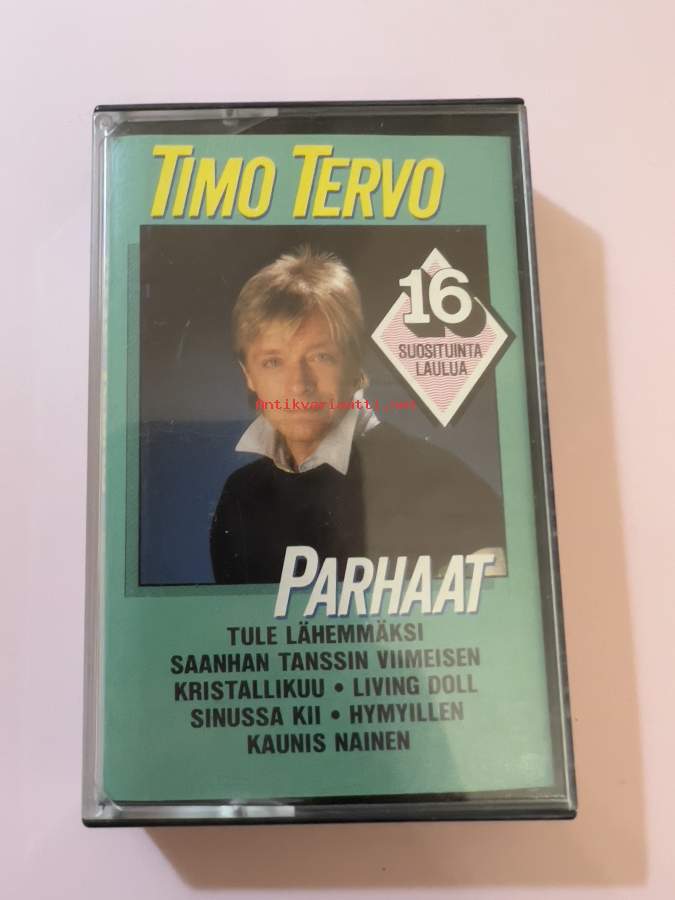 TIMO TERVO
16
SUOSITUINTA
LAULUA
Antikvariaatti.net
PARHAAT
TULE LÄHEMMÄKSI
SAANHAN TANSSIN VIIMEISEN
KRISTALLIKUU • LIVING DOLL
SINUSSA KII • HYMYILLEN
KAUNIS NAINEN